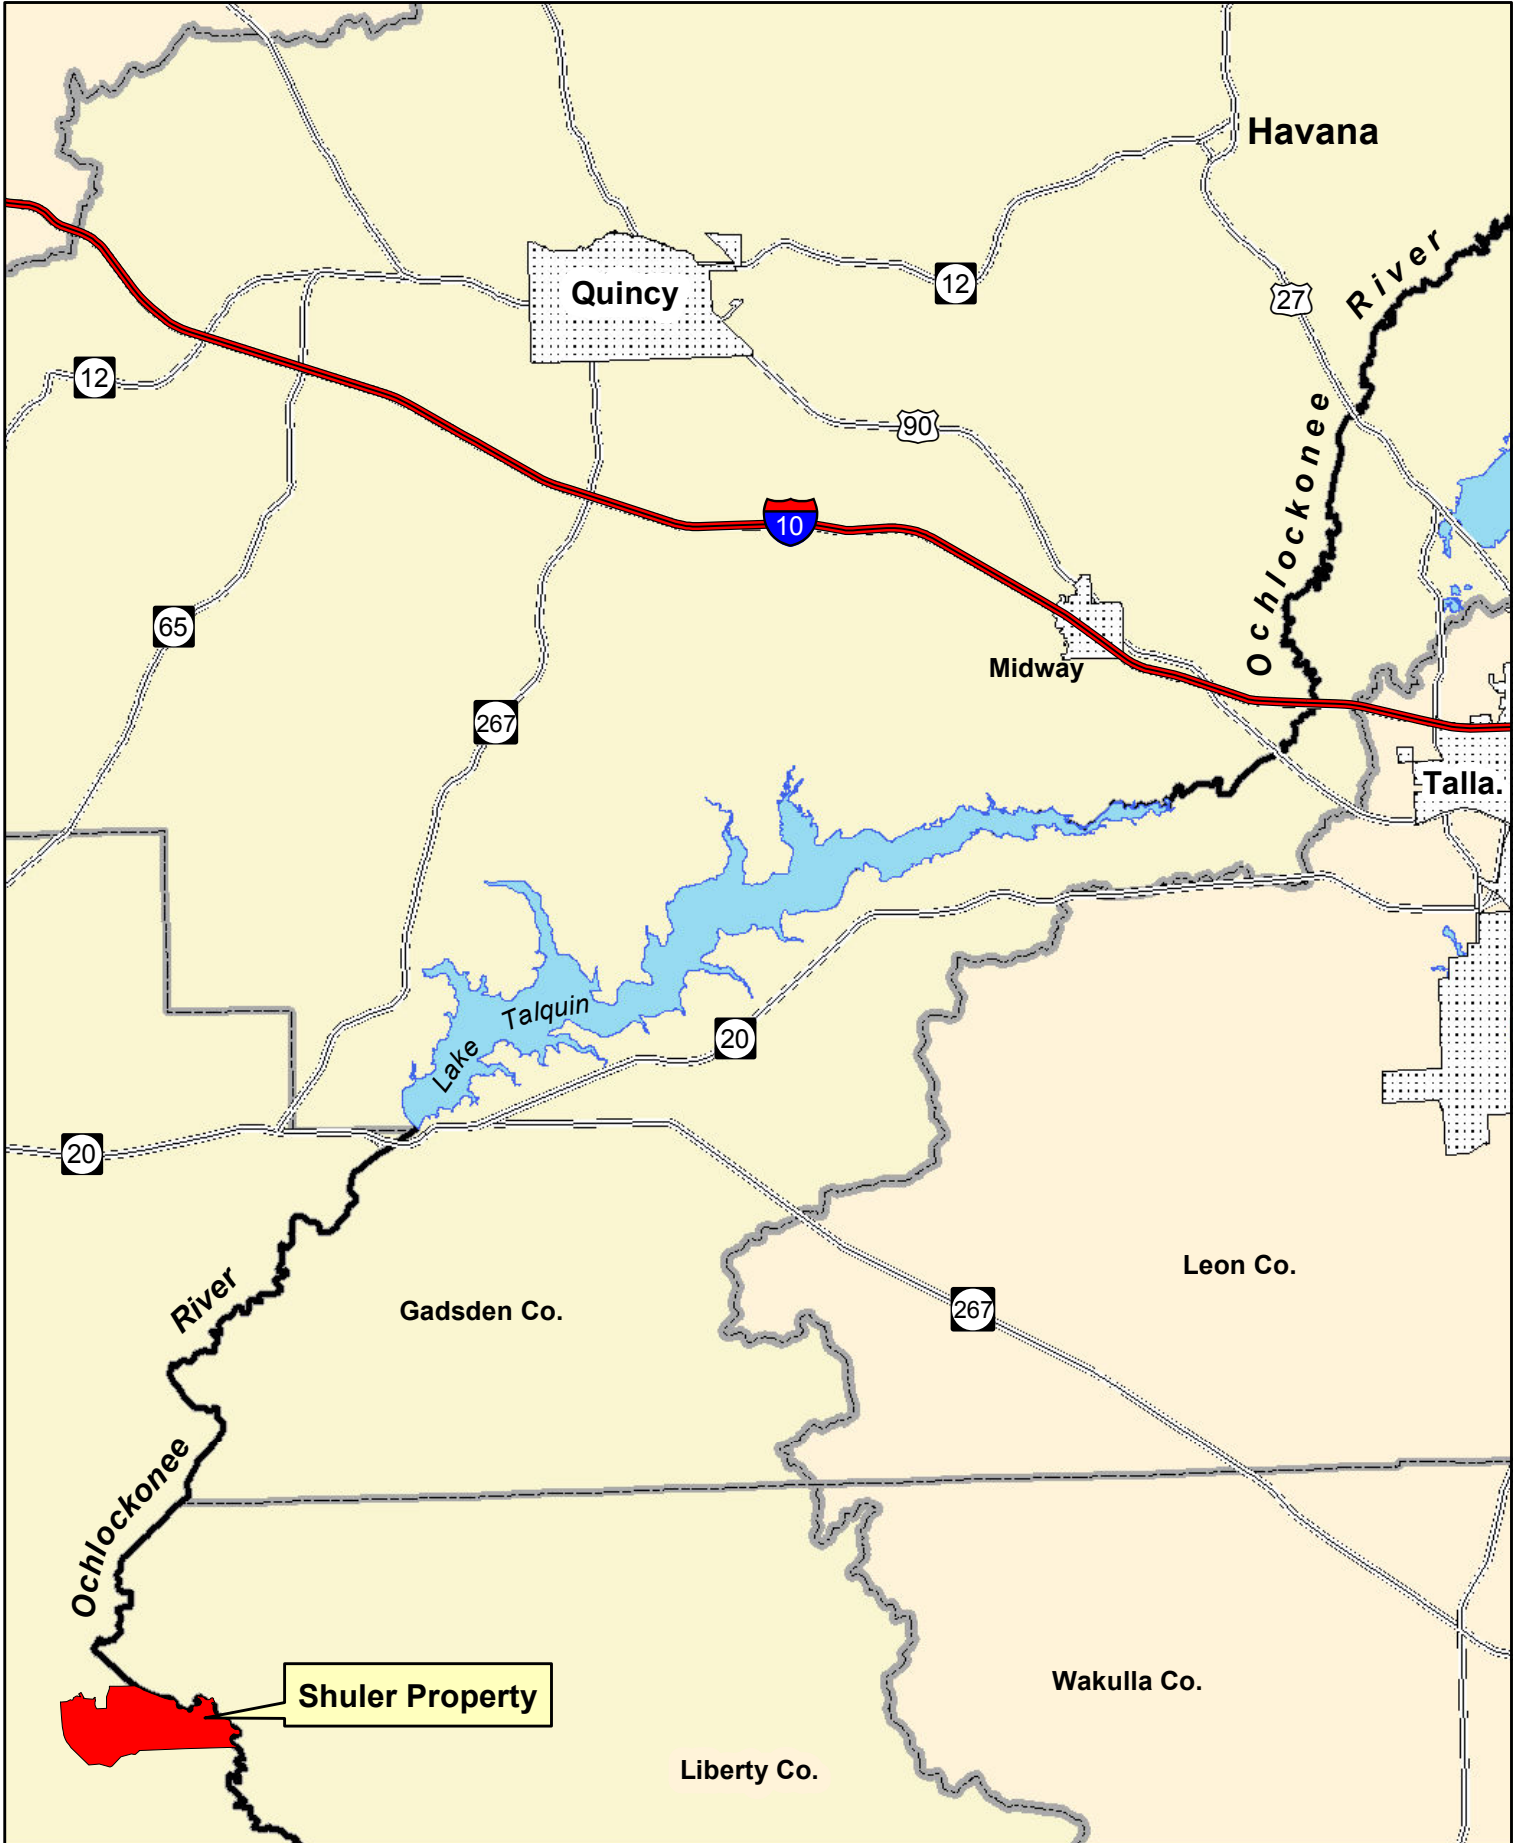 Havana
River
Quincy
12
27
12
90
Ochlockonee
10
65
Midway
267
Talla.
Lake Talquin
20
20
Leon Co.
River
Gadsden Co.
267
Ochlockonee
Shuler Property
Wakulla Co.
Liberty Co.